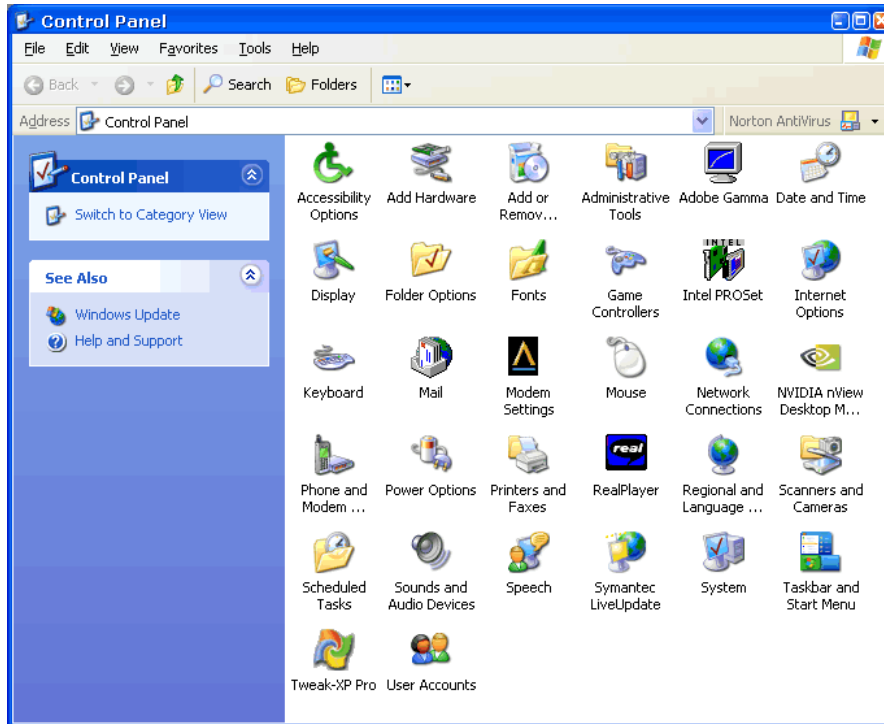 Control Panel
File Edit View Favorites Tools Help
Back Search Folders
Address Control Panel Norton AntiVirus
Control Panel
Switch to Category View
See Also
Windows Update
Help and Support
Accessibility Options
Add Hardware
Add or Remov...
Administrative Tools
Adobe Gamma
Date and Time
Display
Folder Options
Fonts
Game Controllers
INTEL
Intel PROSet
Internet Options
Keyboard
Mail
Modem Settings
Mouse
Network Connections
NVIDIA nView Desktop M...
Phone and Modem ...
Power Options
Printers and Faxes
real
RealPlayer
Regional and Language ...
Scanners and Cameras
Scheduled Tasks
Sounds and Audio Devices
Speech
Symantec LiveUpdate
System
Taskbar and Start Menu
Tweak-XP Pro
User Accounts